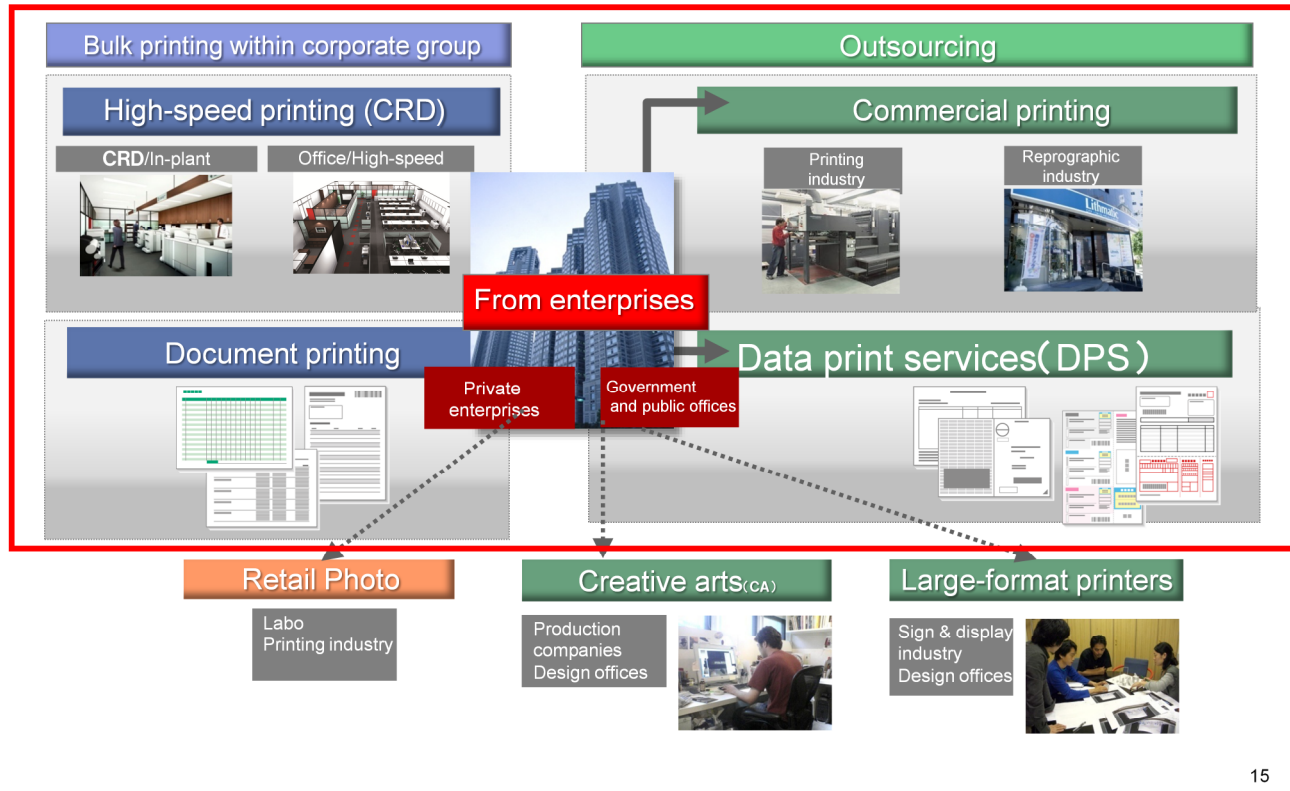 Bulk printing within corporate group
Outsourcing
High-speed printing (CRD)
Commercial printing
CRD/In-plant
Office/High-speed
Printing
industry
Reprographic
industry
Lithmatic
From enterprises
Document printing
Data print services(DPS)
Private
enterprises
Government
and public offices
Retail Photo
Creative arts(CA)
Large-format printers
Labo
Printing industry
Production
companies
Design offices
Sign & display
industry
Design offices
15